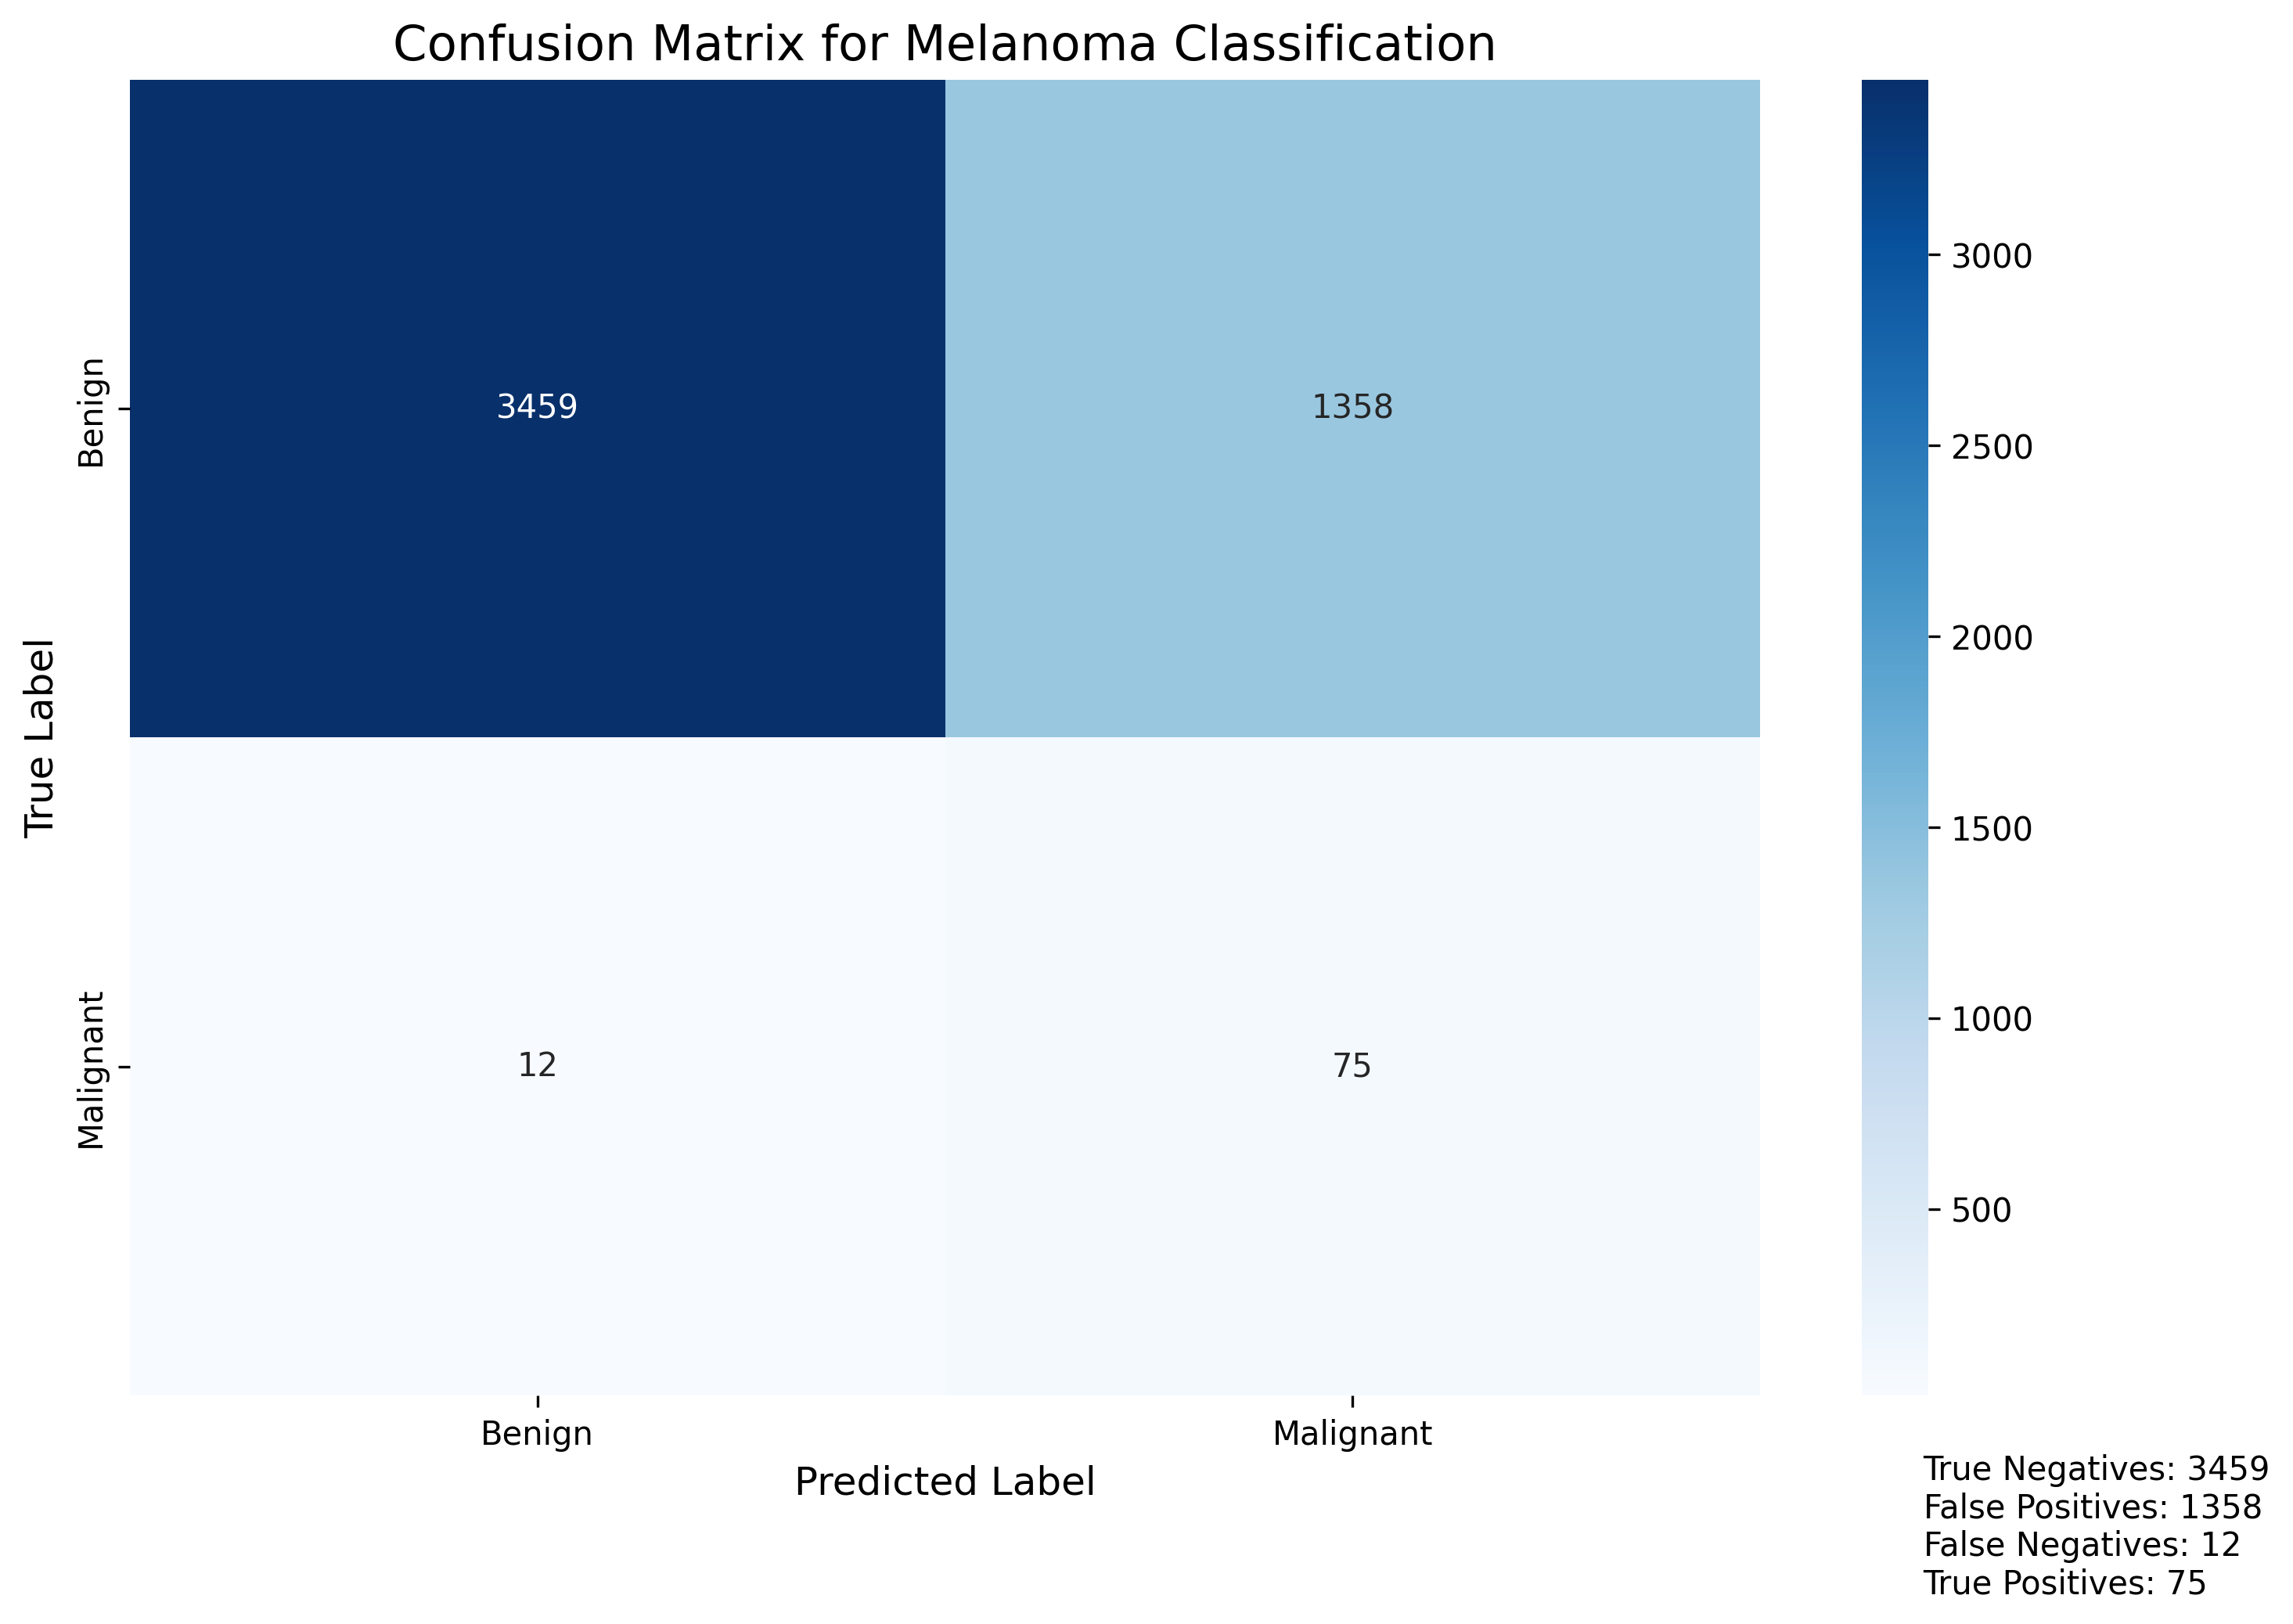 Confusion Matrix for Melanoma Classification
True Label
Benign
Malignant
3459
1358
12
75
Benign
Malignant
Predicted Label
3000
2500
2000
1500
1000
500
True Negatives: 3459
False Positives: 1358
False Negatives: 12
True Positives: 75